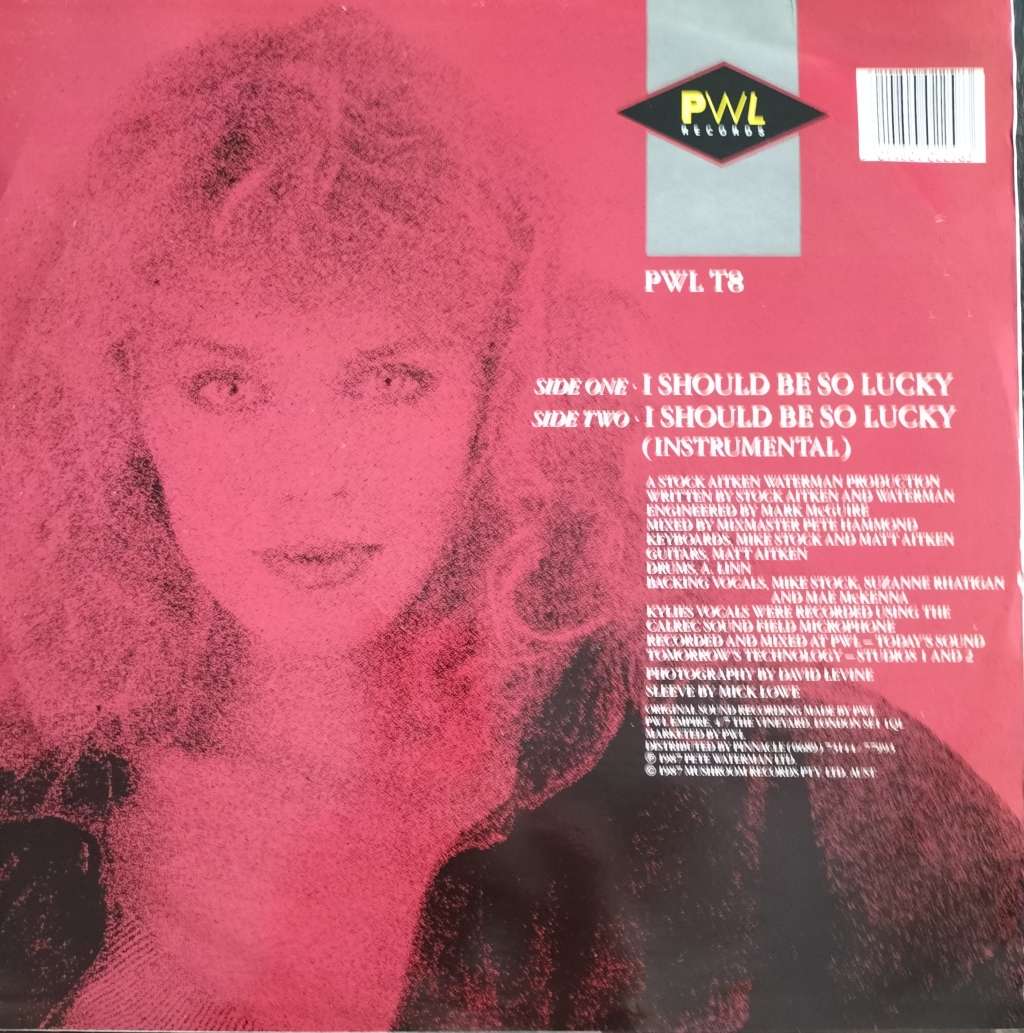 PWL
RECORDS
PWL T8
SIDE ONE · I SHOULD BE SO LUCKY
SIDE TWO · I SHOULD BE SO LUCKY
(INSTRUMENTAL)
A STOCK AITKEN WATERMAN PRODUCTION
WRITTEN BY STOCK AITKEN AND WATERMAN
ENGINEERED BY MARK McGUIRE
MIXED BY MIXMASTER PETE HAMMOND
KEYBOARDS, MIKE STOCK AND MATT AITKEN
GUITARS, MATT AITKEN
DRUMS, A. LINN
BACKING VOCALS, MIKE STOCK, SUZANNE RHATIGAN
AND MAE McKENNA
KYLIES VOCALS WERE RECORDED USING THE
CALREC SOUND FIELD MICROPHONE
RECORDED AND MIXED AT PWL = TODAY'S SOUND
TOMORROW'S TECHNOLOGY = STUDIOS 1 AND 2
PHOTOGRAPHY BY DAVID LEVINE
SLEEVE BY MICK LOWE
ORIGINAL SOUND RECORDING MADE BY PWL
PWL EMPIRE, 4-7 THE VINEYARD, LONDON SE1 1QL
MARKETED BY PWL
DISTRIBUTED BY PINNACLE (0689)
℗ 1987 PETE WATERMAN LTD.
© 1987 MUSHROOM RECORDS PTY LTD. AUST.